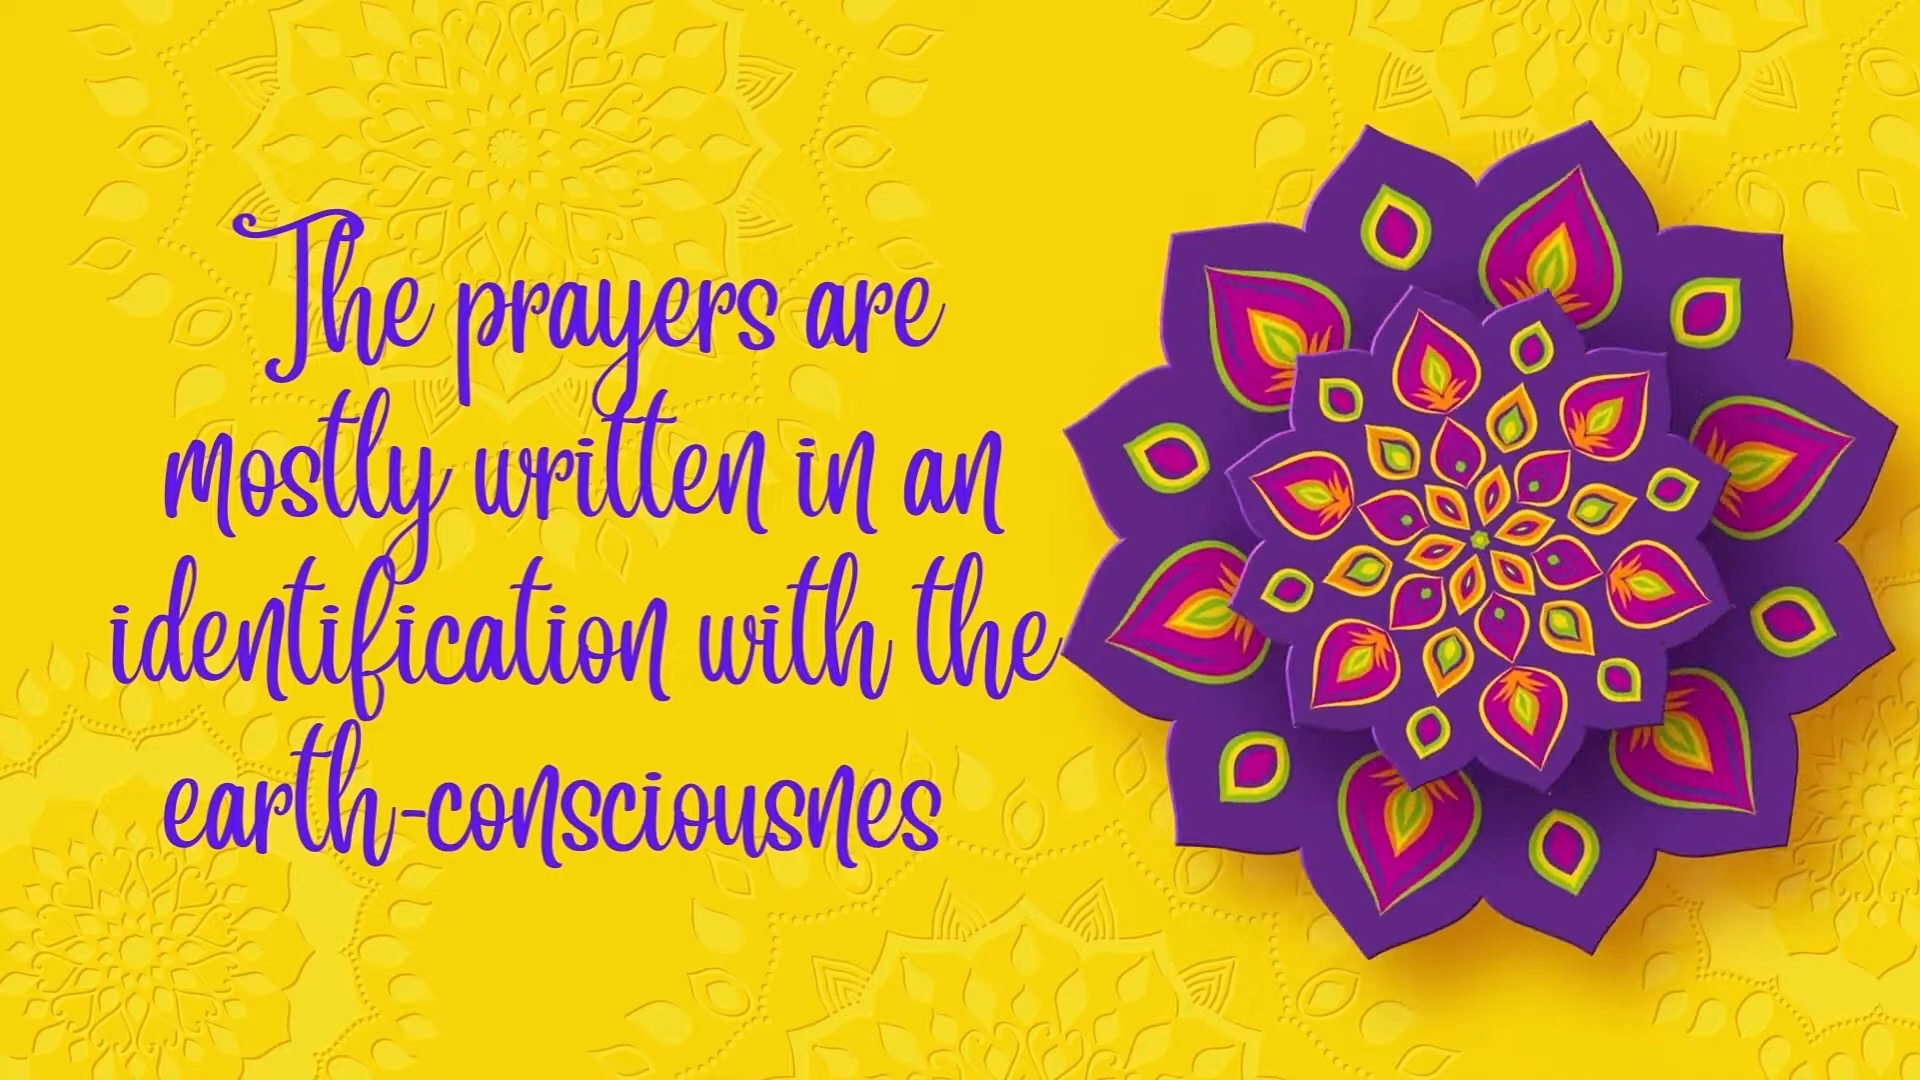 The prayers are
mostly written in an
identification with the
earth-consciousnes